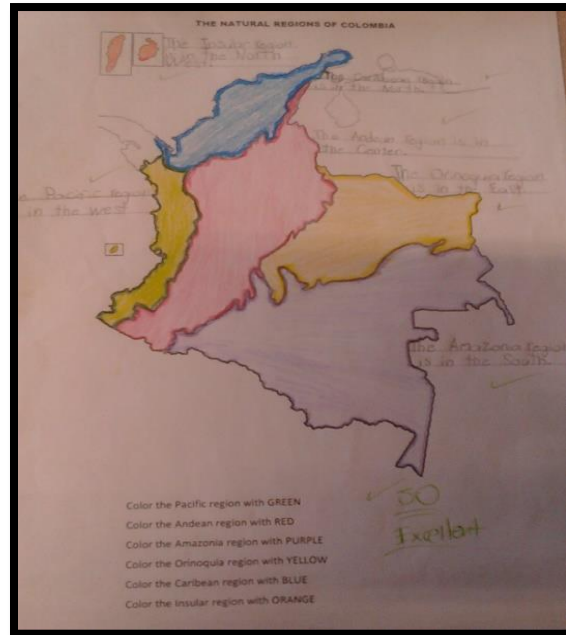 THE NATURAL REGIONS OF COLOMBIA
The Insular region
the North
The Caribbean region
is in the North
The Andean Region is in
the Center.
The Orinoquia region
is in the East
Pacific region
in the west
The Amazona region
is in the South
50
Excellent
Color the Pacific region with GREEN
Color the Andean region with RED
Color the Amazonia region with PURPLE
Color the Orinoquia region with YELLOW
Color the Caribean region with BLUE
Color the Insular region with ORANGE